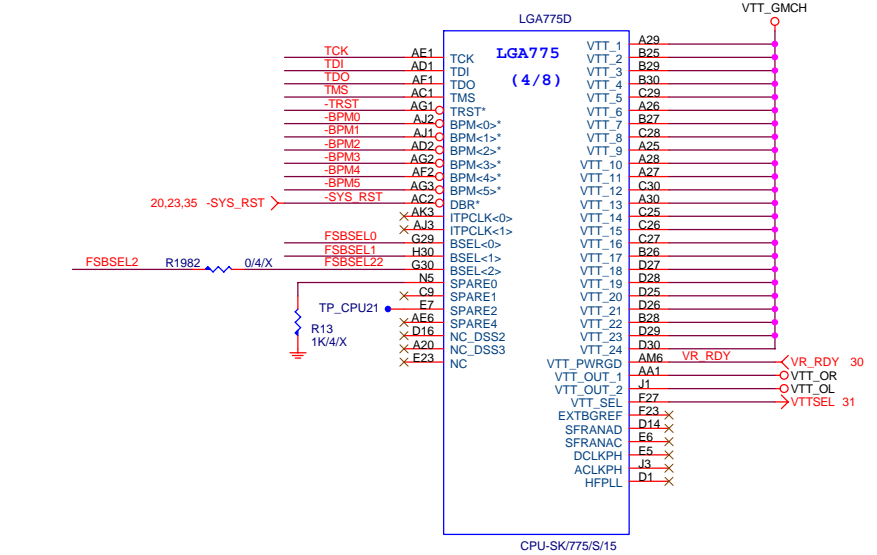 VTT_GMCH
LGA775D
LGA775
(4/8)
TCK AE1 TCK
TDI AD1 TDI
TDO AF1 TDO
TMS AC1 TMS
-TRST AG1 TRST*
-BPM0 AJ2 BPM<0>*
-BPM1 AJ1 BPM<1>*
-BPM2 AD2 BPM<2>*
-BPM3 AG2 BPM<3>*
-BPM4 AF2 BPM<4>*
-BPM5 AG3 BPM<5>*
20,23,35 -SYS_RST -SYS_RST AC2 DBR*
AK3 ITPCLK<0>
AJ3 ITPCLK<1>
FSBSEL0 G29 BSEL<0>
FSBSEL1 H30 BSEL<1>
FSBSEL2 R1982 0/4/X FSBSEL22 G30 BSEL<2>
N5 SPARE0
C9 SPARE1
TP_CPU21 E7 SPARE2
AE6 SPARE4
R13
1K/4/X
D16 NC_DSS2
A20 NC_DSS3
E23 NC
VTT_1 A29
VTT_2 B25
VTT_3 B29
VTT_4 B30
VTT_5 C29
VTT_6 A26
VTT_7 B27
VTT_8 C28
VTT_9 A25
VTT_10 A28
VTT_11 A27
VTT_12 C30
VTT_13 A30
VTT_14 C25
VTT_15 C26
VTT_16 C27
VTT_17 B26
VTT_18 D27
VTT_19 D28
VTT_20 D25
VTT_21 D26
VTT_22 B28
VTT_23 D29
VTT_24 D30
VTT_PWRGD AM6 VR_RDY VR_RDY 30
VTT_OUT_1 AA1 VTT_OR
VTT_OUT_2 J1 VTT_OL
VTT_SEL F27 VTTSEL 31
EXTBGREF F23
SFRANAD D14
SFRANAC E6
DCLKPH E5
ACLKPH J3
HFPLL D1
CPU-SK/775/S/15